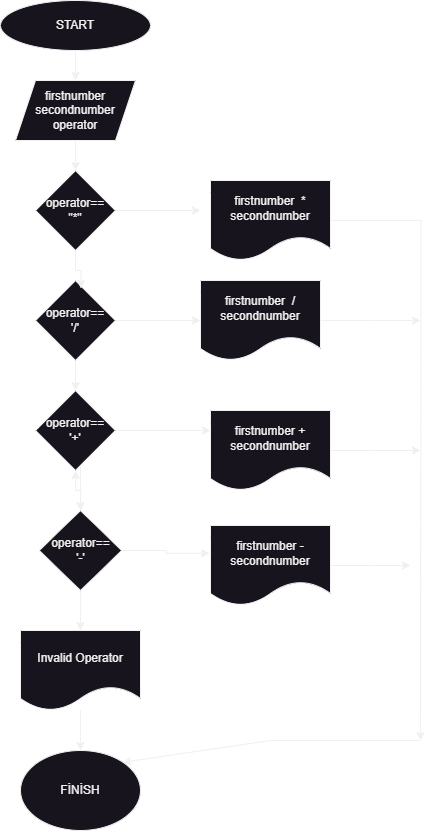 START
firstnumber
secondnumber
operator
operator==
"*"
firstnumber *
secondnumber
operator==
'/'
firstnumber /
secondnumber
operator==
'+'
firstnumber +
secondnumber
operator==
'-'
firstnumber -
secondnumber
Invalid Operator
FİNİSH